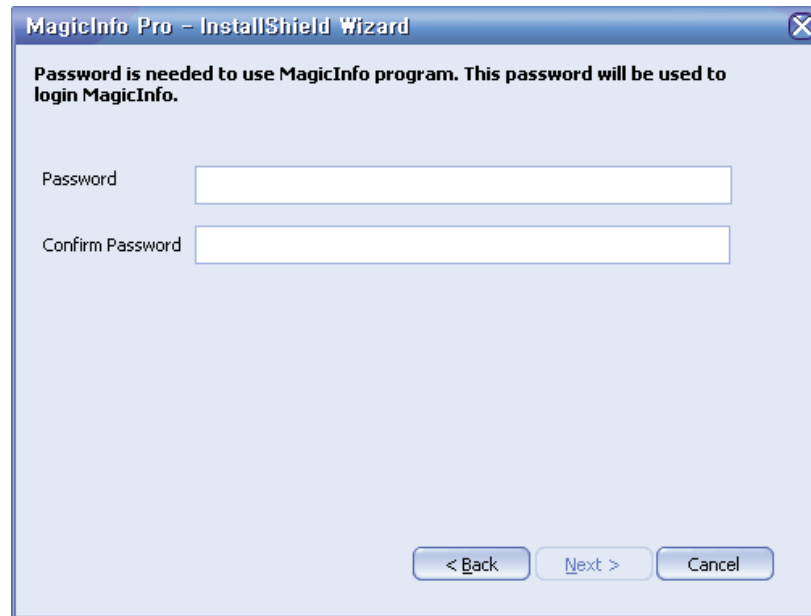 MagicInfo Pro - InstallShield Wizard
Password is needed to use MagicInfo program. This password will be used to
login MagicInfo.
Password
Confirm Password
< Back
Next >
Cancel